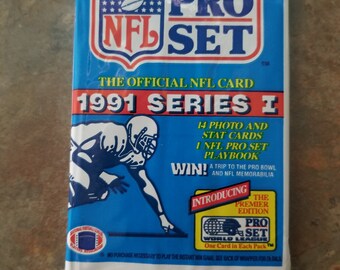 NFL
PRO
SET
THE OFFICIAL NFL CARD
1991 SERIES I
14 PHOTO AND
STAT CARDS
1 NFL PRO SET
PLAYBOOK
WIN! A TRIP TO THE PRO BOWL
AND NFL MEMORABILIA
INTRODUCING
THE
PREMIER
EDITION
PRO
SET
WORLD LEAGUE
One Card in Each Pack